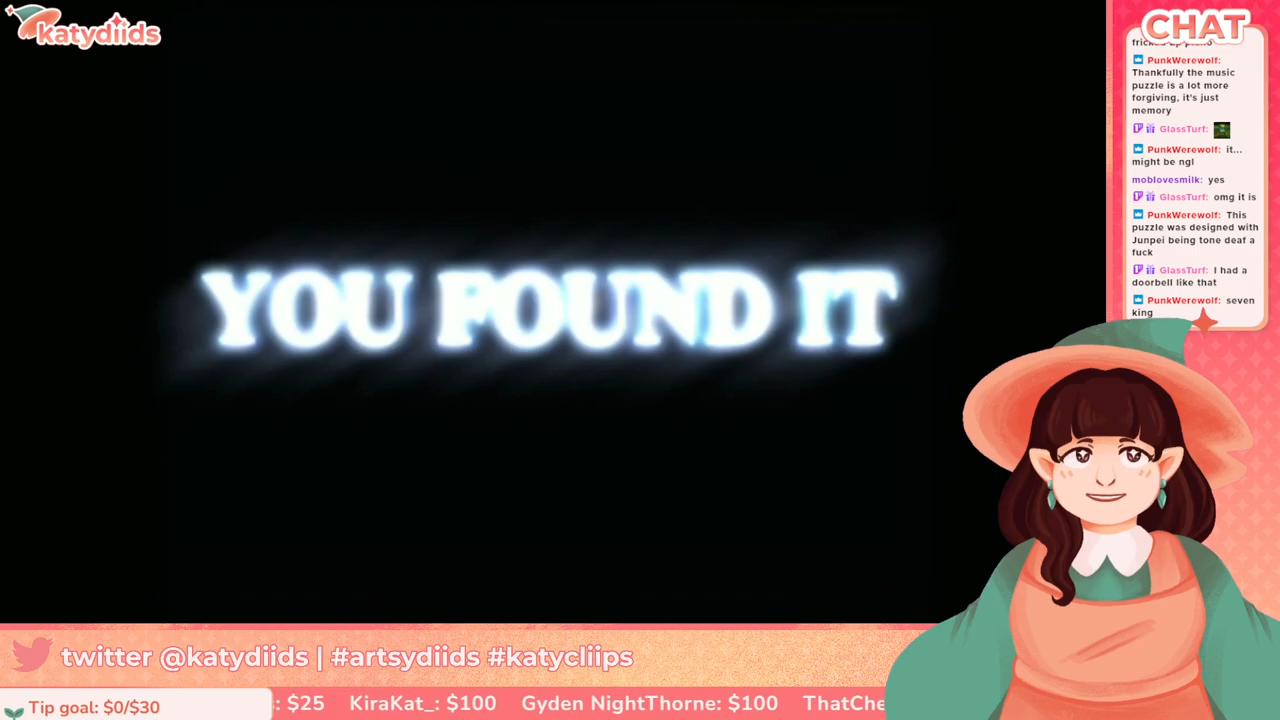 katydiids
CHAT
PunkWerewolf:
Thankfully the music
puzzle is a lot more
forgiving, it's just
memory
GlassTurf:
PunkWerewolf: it...
might be ngl
moblovesmilk: yes
GlassTurf: omg it is
PunkWerewolf: This
puzzle was designed with
Junpei being tone deaf a
fuck
GlassTurf: I had a
doorbell like that
PunkWerewolf: seven
king
YOU FOUND IT
twitter @katydiids | #artsydiids #katycliips
Tip goal: $0/$30
: $25 KiraKat_: $100 Gyden NightThorne: $100 ThatChe